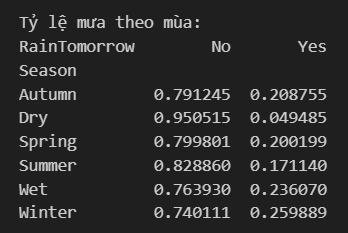 Tỷ lệ mưa theo mùa:
RainTomorrow No Yes
Season
Autumn 0.791245 0.208755
Dry 0.950515 0.049485
Spring 0.799801 0.200199
Summer 0.828860 0.171140
Wet 0.763930 0.236070
Winter 0.740111 0.259889